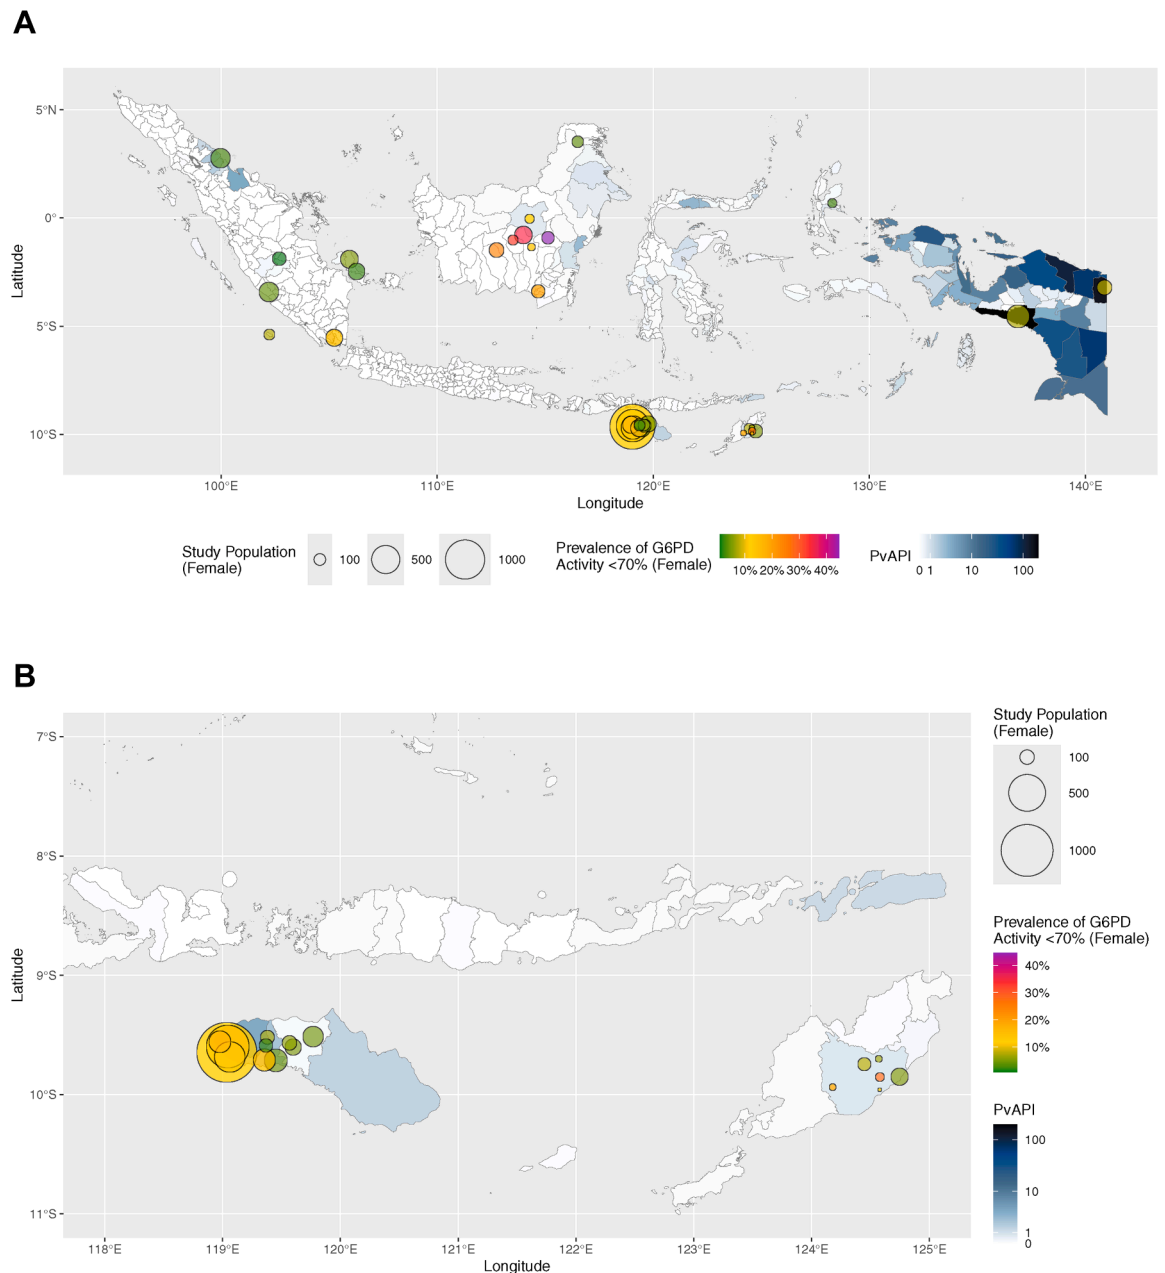 A
5°N
0°
5°S
10°S
Latitude
100°E
110°E
120°E
130°E
140°E
Longitude
Study Population
(Female)
100
500
1000
Prevalence of G6PD
Activity <70% (Female)
10% 20% 30% 40%
PvAPI
0 1 10 100
B
7°S
8°S
9°S
10°S
11°S
Latitude
118°E
119°E
120°E
121°E
122°E
123°E
124°E
125°E
Longitude
Study Population
(Female)
100
500
1000
Prevalence of G6PD
Activity <70% (Female)
40%
30%
20%
10%
PvAPI
100
10
1
0